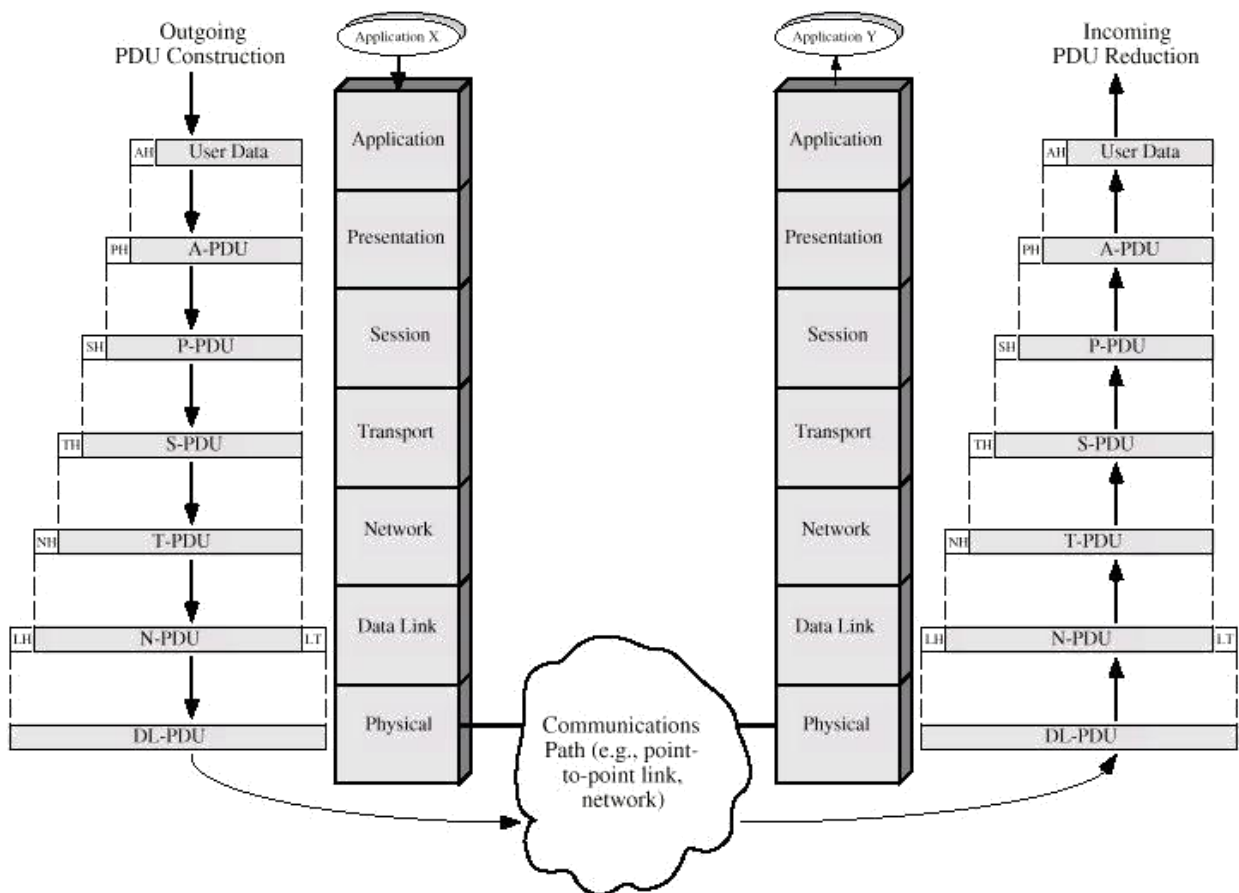 Outgoing
PDU Construction
Application X
Application Y
Incoming
PDU Reduction
AH
User Data
Application
Application
AH
User Data
PH
A-PDU
Presentation
Presentation
PH
A-PDU
SH
P-PDU
Session
Session
SH
P-PDU
TH
S-PDU
Transport
Transport
TH
S-PDU
NH
T-PDU
Network
Network
NH
T-PDU
LH
N-PDU
LT
Data Link
Data Link
LH
N-PDU
LT
DL-PDU
Physical
Communications
Path (e.g., point-
to-point link,
network)
Physical
DL-PDU